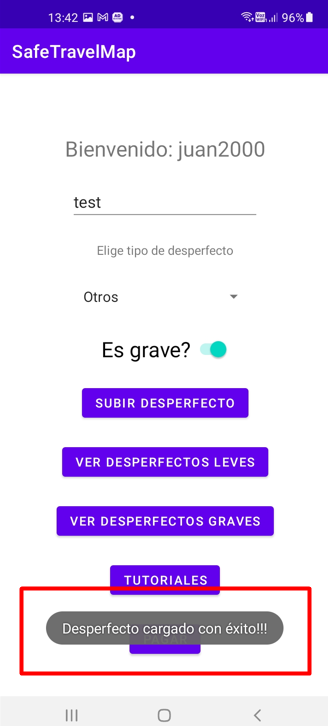 13:42 96%
SafeTravelMap
Bienvenido: juan2000
test
Elige tipo de desperfecto
Otros
Es grave?
SUBIR DESPERFECTO
VER DESPERFECTOS LEVES
VER DESPERFECTOS GRAVES
TUTORIALES
Desperfecto cargado con éxito!!!